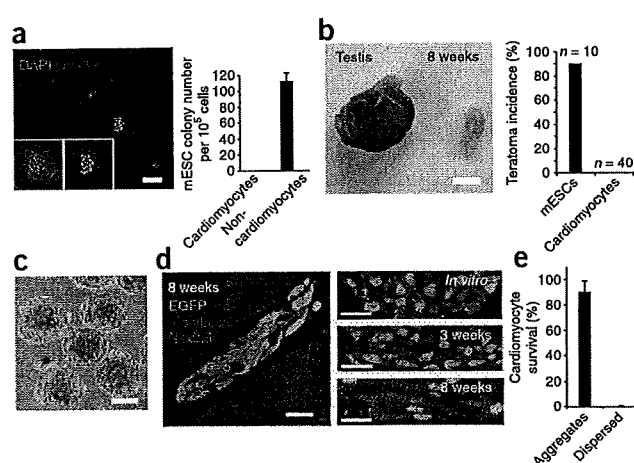 a
DAPI
mESC colony number
per 10⁵ cells
120
100
80
60
40
20
0
Cardiomyocytes
Non-
cardiomyocytes
b
Testis
8 weeks
Teratoma incidence (%)
100
80
60
40
20
0
n = 10
n = 40
mESCs
Cardiomyocytes
c
d
8 weeks
EGFP
In vitro
3 weeks
8 weeks
e
Cardiomyocyte
survival (%)
100
80
60
40
20
0
Aggregates
Dispersed